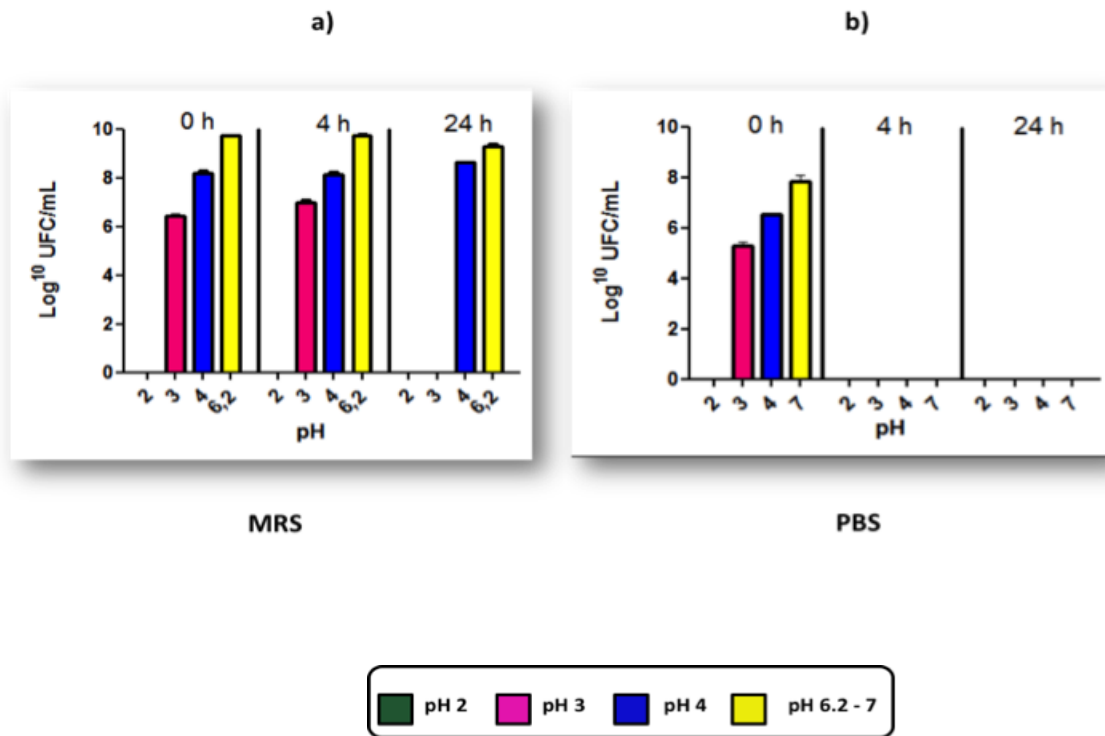 a)
0 h 4 h 24 h
10
8
6
4
2
0
Log10 UFC/mL
2 3 4 6,2 2 3 4 6,2 2 3 4 6,2
pH
MRS
b)
0 h 4 h 24 h
10
8
6
4
2
0
Log10 UFC/mL
2 3 4 7 2 3 4 7 2 3 4 7
pH
PBS
pH 2 pH 3 pH 4 pH 6.2 - 7